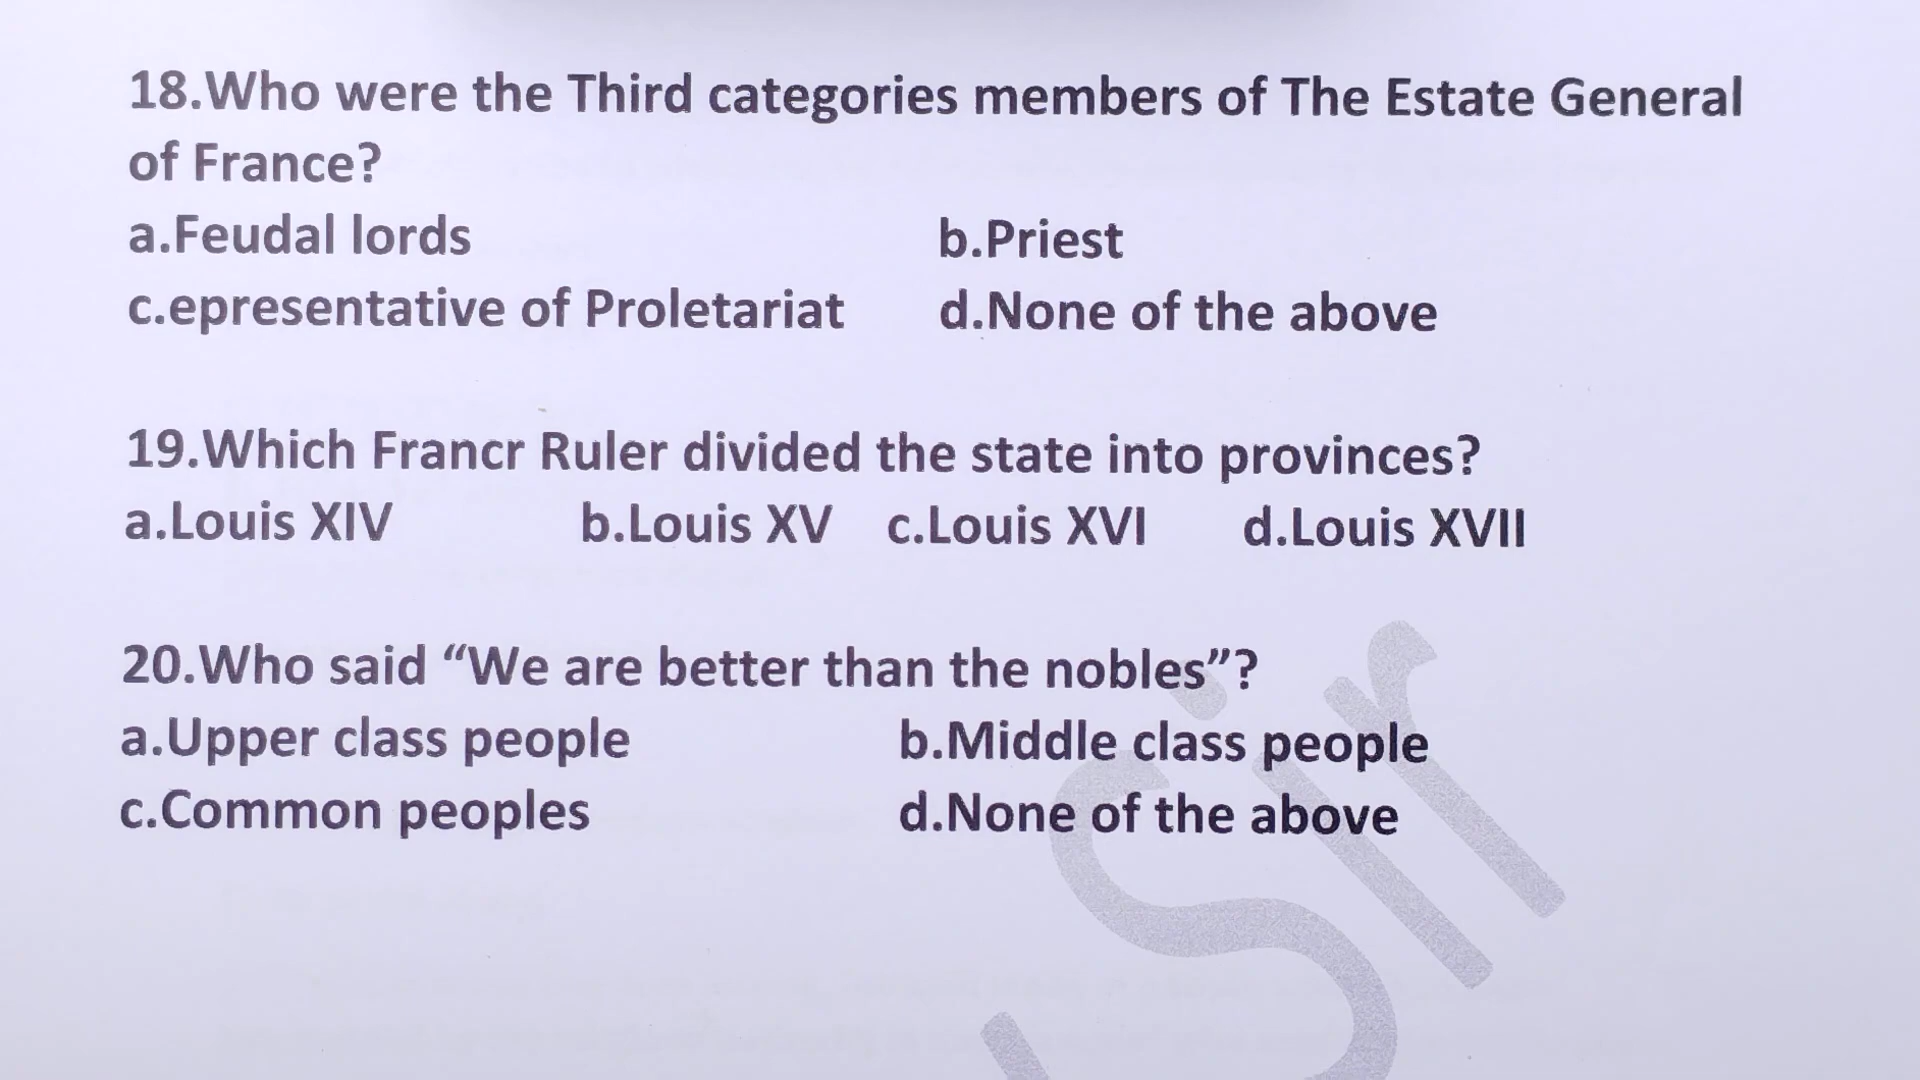 18.Who were the Third categories members of The Estate General
of France?
a.Feudal lords b.Priest
c.epresentative of Proletariat d.None of the above
19.Which Francr Ruler divided the state into provinces?
a.Louis XIV b.Louis XV c.Louis XVI d.Louis XVII
20.Who said “We are better than the nobles”?
a.Upper class people b.Middle class people
c.Common peoples d.None of the above
Sir